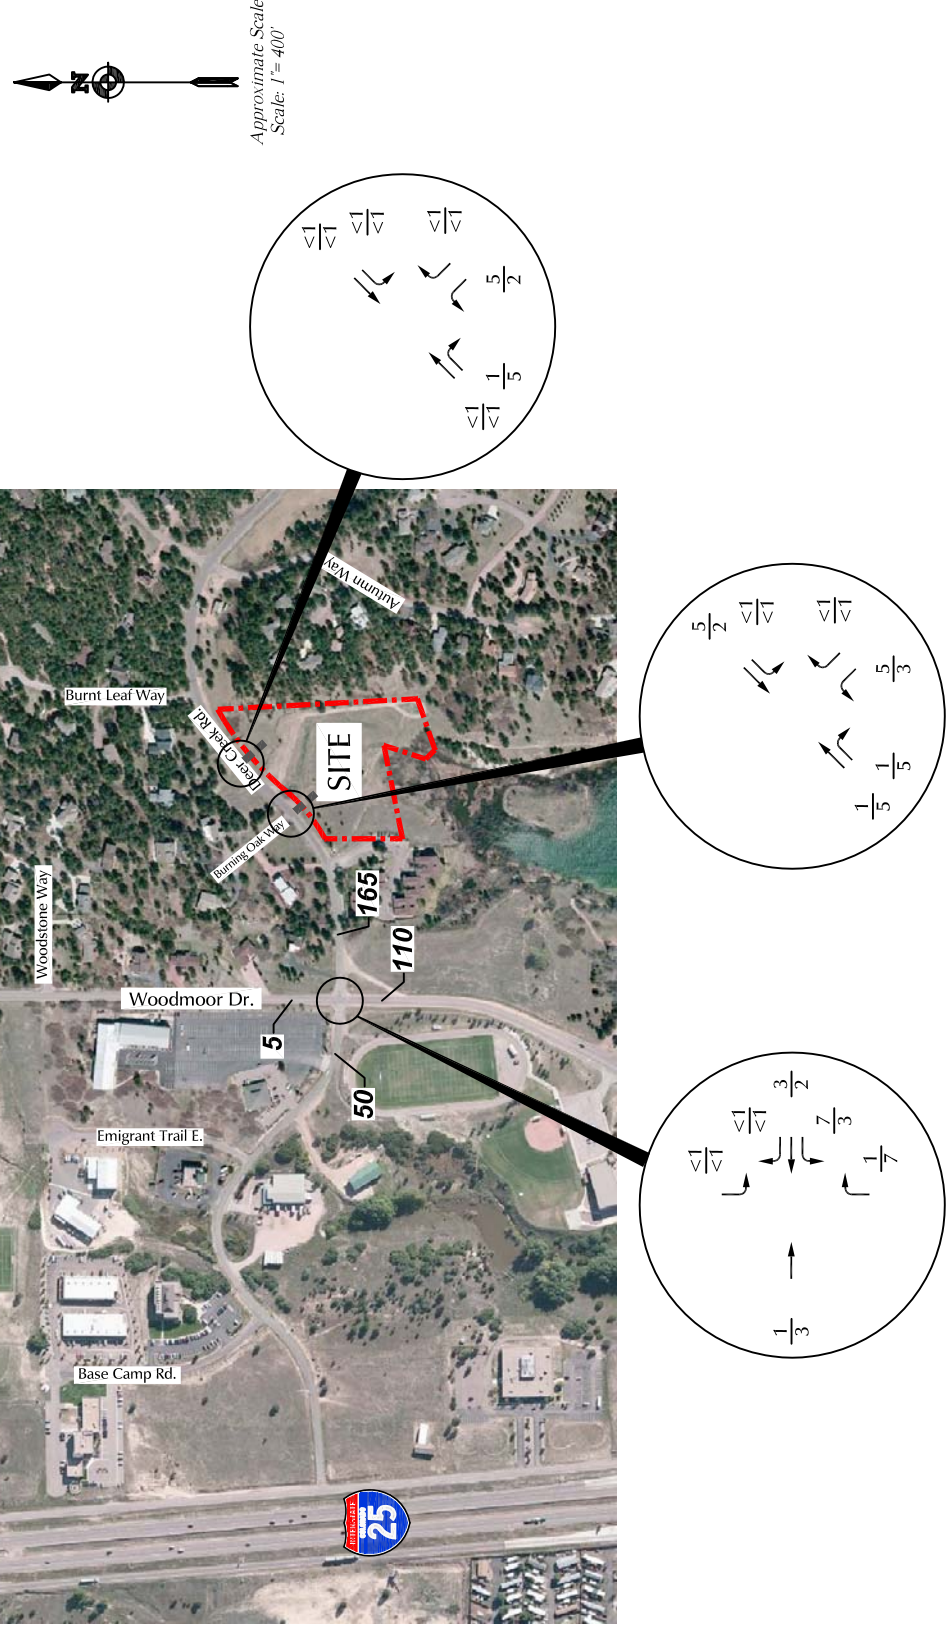 N
Approximate Scale
Scale: 1"= 400'
<1
<1
<1
<1
<1
<1
5
2
1
5
<1
<1
Autumn Way
Burnt Leaf Way
Deer Creek Rd.
SITE
Burning Oak Way
5
2
<1
<1
<1
<1
5
3
1
5
1
5
Woodstone Way
165
110
Woodmoor Dr.
5
50
Emigrant Trail E.
3
2
<1
<1
7
3
<1
<1
1
7
1
3
Base Camp Rd.
INTERSTATE
COLORADO
25